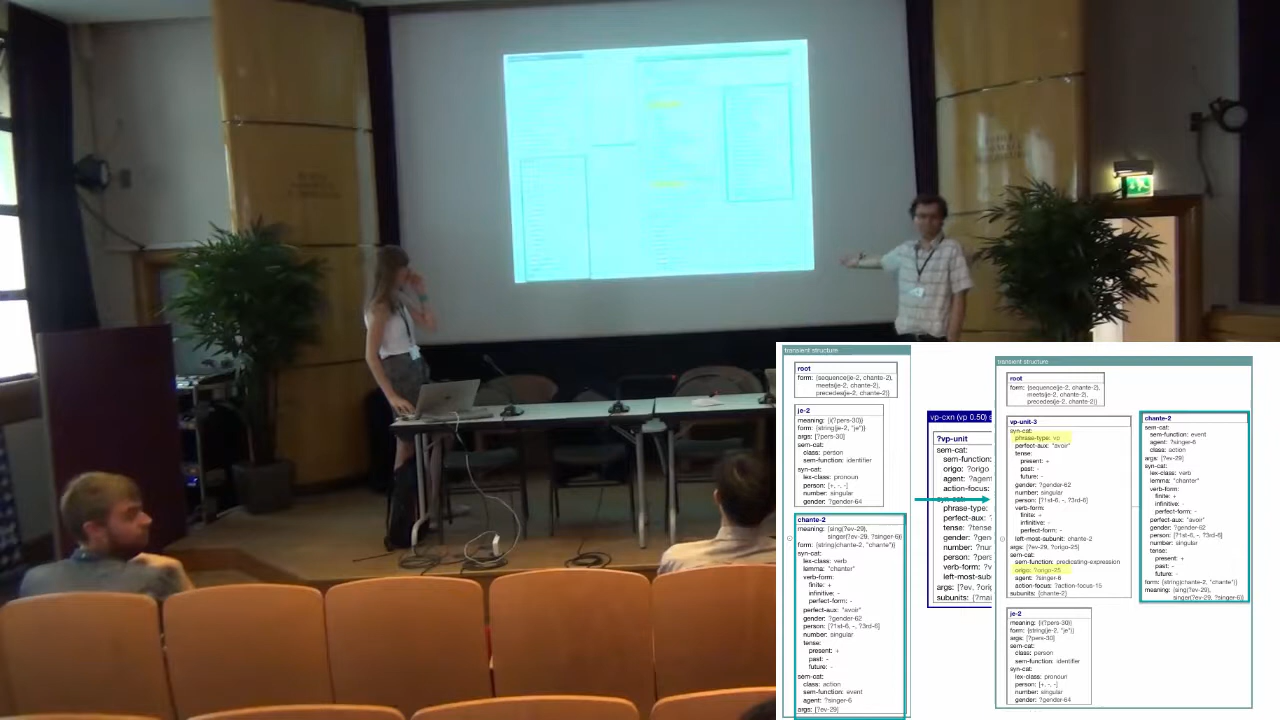 transient structure
root
form: {sequence(je-2, chante-2),
meets(je-2, chante-2),
precedes(je-2, chante-2)}
je-2
meaning: {i(?pers-30)}
form: {string(je-2, "je")}
args: [?pers-30]
sem-cat:
class: person
sem-function: identifier
syn-cat:
lex-class: pronoun
person: [+, -, -]
number: singular
gender: ?gender-64
chante-2
meaning: {sing(?ev-29),
singer(?ev-29, ?singer-6)}
form: {string(chante-2, "chante")}
syn-cat:
lex-class: verb
lemma: "chanter"
verb-form:
finite: +
infinitive: -
perfect-form: -
perfect-aux: "avoir"
gender: ?gender-62
person: [?1st-6, -, ?3rd-6]
number: singular
tense:
present: +
past: -
future: -
sem-cat:
class: action
sem-function: event
agent: ?singer-6
args: [?ev-29]
vp-cxn (vp 0.50)
?vp-unit
sem-cat:
sem-function:
origo: ?origo
agent: ?agent
action-focus:
syn-cat:
phrase-type:
perfect-aux: ?
tense: ?tense
gender: ?gen
number: ?num
person: ?per
verb-form: ?v
left-most-sub
args: [?ev, ?ori
subunits: {?mai
transient structure
root
form: {sequence(je-2, chante-2),
meets(je-2, chante-2),
precedes(je-2, chante-2)}
vp-unit-3
syn-cat:
phrase-type: vp
perfect-aux: "avoir"
tense:
present: +
past: -
future: -
gender: ?gender-62
number: singular
person: [?1st-6, -, ?3rd-6]
verb-form:
finite: +
infinitive: -
perfect-form: -
left-most-subunit: chante-2
args: [?ev-29, ?origo-25]
sem-cat:
sem-function: predicating-expression
origo: ?origo-25
agent: ?singer-6
action-focus: ?action-focus-15
subunits: {chante-2}
je-2
meaning: {i(?pers-30)}
form: {string(je-2, "je")}
args: [?pers-30]
sem-cat:
class: person
sem-function: identifier
syn-cat:
lex-class: pronoun
person: [+, -, -]
number: singular
gender: ?gender-64
chante-2
sem-cat:
sem-function: event
agent: ?singer-6
class: action
args: [?ev-29]
syn-cat:
lex-class: verb
lemma: "chanter"
verb-form:
finite: +
infinitive: -
perfect-form: -
perfect-aux: "avoir"
gender: ?gender-62
person: [?1st-6, -, ?3rd-6]
number: singular
tense:
present: +
past: -
future: -
form: {string(chante-2, "chante")}
meaning: {sing(?ev-29),
singer(?ev-29, ?singer-6)}